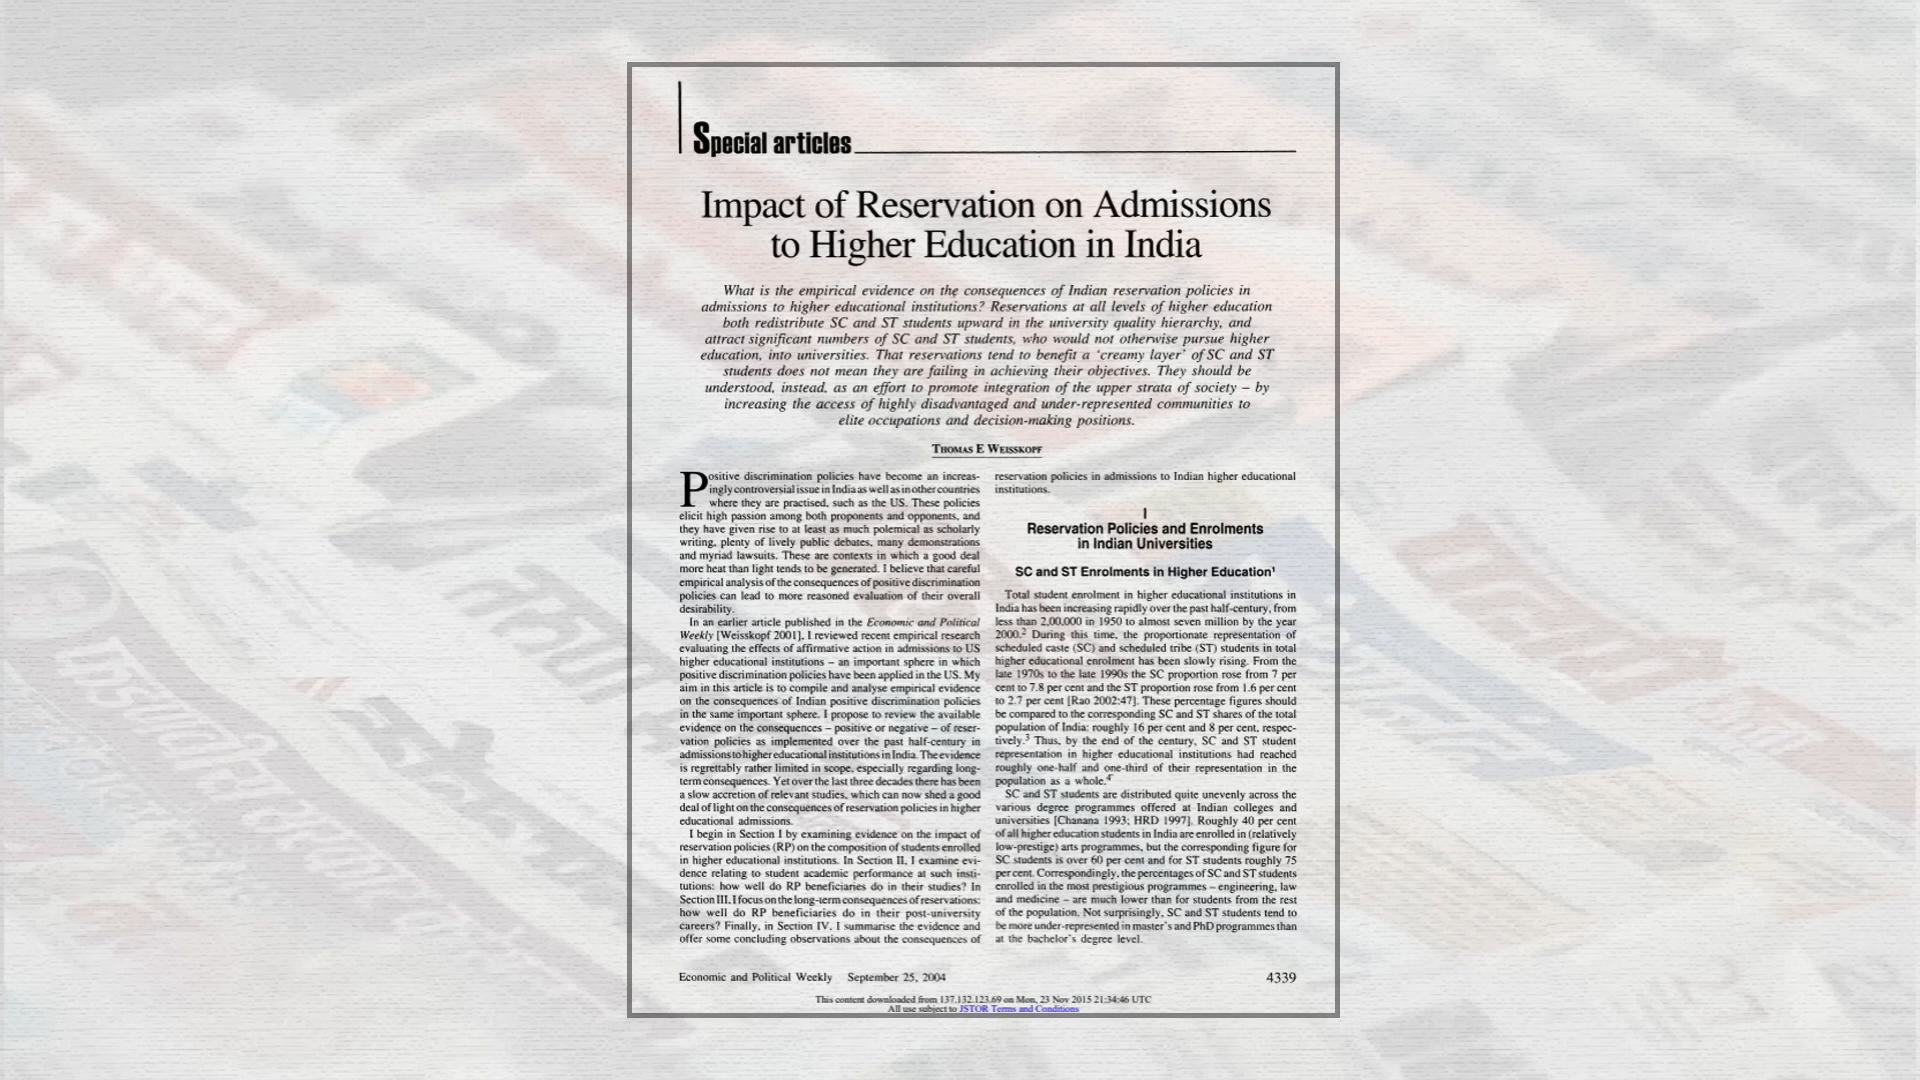 Special articles
Impact of Reservation on Admissions
to Higher Education in India
What is the empirical evidence on the consequences of Indian reservation policies in
admissions to higher educational institutions? Reservations at all levels of higher education
both redistribute SC and ST students upward in the university quality hierarchy, and
attract significant numbers of SC and ST students, who would not otherwise pursue higher
education, into universities. That reservations tend to benefit a ‘creamy layer’ of SC and ST
students does not mean they are failing in achieving their objectives. They should be
understood, instead, as an effort to promote integration of the upper strata of society – by
increasing the access of highly disadvantaged and under-represented communities to
elite occupations and decision-making positions.
THOMAS E WEISSKOPF
Positive discrimination policies have become an increas-
ingly controversial issue in India as well as in other countries
where they are practised, such as the US. These policies
elicit high passion among both proponents and opponents, and
they have given rise to at least as much polemical as scholarly
writing, plenty of lively public debates, many demonstrations
and myriad lawsuits. These are contexts in which a good deal
more heat than light tends to be generated. I believe that careful
empirical analysis of the consequences of positive discrimination
policies can lead to more reasoned evaluation of their overall
desirability.
In an earlier article published in the Economic and Political
Weekly [Weisskopf 2001], I reviewed recent empirical research
evaluating the effects of affirmative action in admissions to US
higher educational institutions – an important sphere in which
positive discrimination policies have been applied in the US. My
aim in this article is to compile and analyse empirical evidence
on the consequences of Indian positive discrimination policies
in the same important sphere. I propose to review the available
evidence on the consequences – positive or negative – of reser-
vation policies as implemented over the past half-century in
admissions to higher educational institutions in India. The evidence
is regrettably rather limited in scope, especially regarding long-
term consequences. Yet over the last three decades there has been
a slow accretion of relevant studies, which can now shed a good
deal of light on the consequences of reservation policies in higher
educational admissions.
I begin in Section I by examining evidence on the impact of
reservation policies (RP) on the composition of students enrolled
in higher educational institutions. In Section II, I examine evi-
dence relating to student academic performance at such insti-
tutions: how well do RP beneficiaries do in their studies? In
Section III, I focus on the long-term consequences of reservations:
how well do RP beneficiaries do in their post-university
careers? Finally, in Section IV, I summarise the evidence and
offer some concluding observations about the consequences of
reservation policies in admissions to Indian higher educational
institutions.
I
Reservation Policies and Enrolments
in Indian Universities
SC and ST Enrolments in Higher Education¹
Total student enrolment in higher educational institutions in
India has been increasing rapidly over the past half-century, from
less than 2,00,000 in 1950 to almost seven million by the year
2000.² During this time, the proportionate representation of
scheduled caste (SC) and scheduled tribe (ST) students in total
higher educational enrolment has been slowly rising. From the
late 1970s to the late 1990s the SC proportion rose from 7 per
cent to 7.8 per cent and the ST proportion rose from 1.6 per cent
to 2.7 per cent [Rao 2002:47]. These percentage figures should
be compared to the corresponding SC and ST shares of the total
population of India: roughly 16 per cent and 8 per cent, respec-
tively.³ Thus, by the end of the century, SC and ST student
representation in higher educational institutions had reached
roughly one-half and one-third of their representation in the
population as a whole.⁴
SC and ST students are distributed quite unevenly across the
various degree programmes offered at Indian colleges and
universities [Chanana 1993; HRD 1997]. Roughly 40 per cent
of all higher education students in India are enrolled in (relatively
low-prestige) arts programmes, but the corresponding figure for
SC students is over 60 per cent and for ST students roughly 75
per cent. Correspondingly, the percentages of SC and ST students
enrolled in the most prestigious programmes – engineering, law
and medicine – are much lower than for students from the rest
of the population. Not surprisingly, SC and ST students tend to
be more under-represented in master's and PhD programmes than
at the bachelor's degree level.
Economic and Political Weekly September 25, 2004
4339
This content downloaded from 137.132.123.69 on Mon, 23 Nov 2015 21:34:46 UTC
All use subject to JSTOR Terms and Conditions